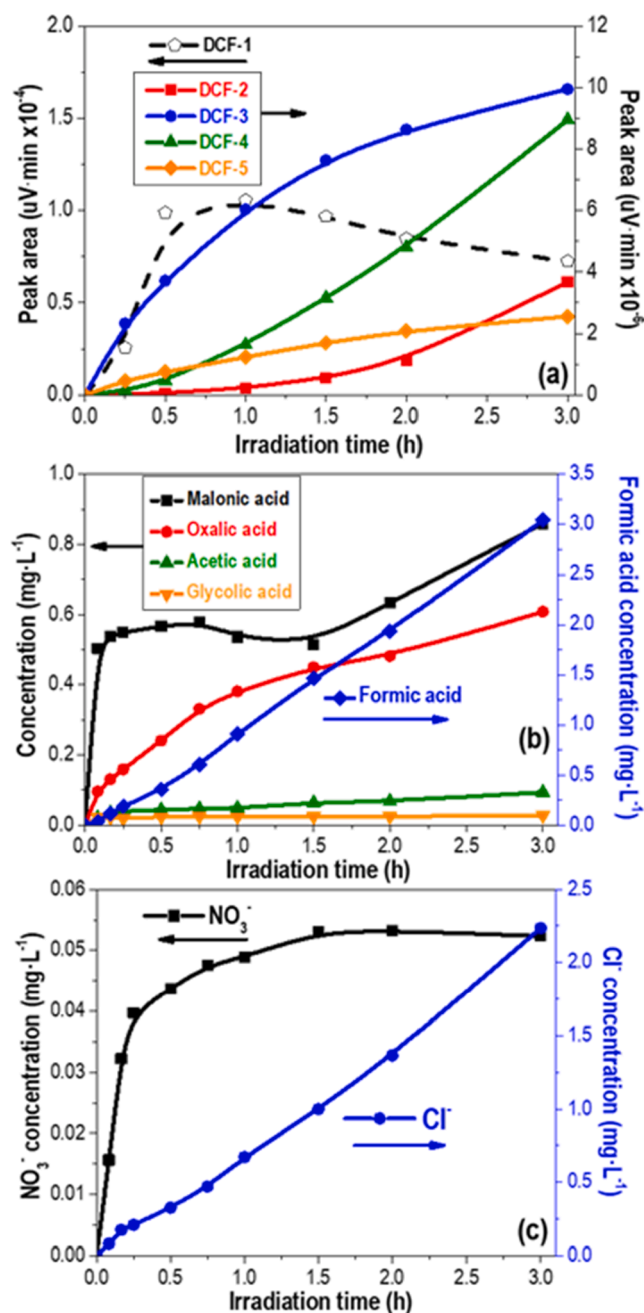 DCF-1
DCF-2
DCF-3
DCF-4
DCF-5
2.0
1.5
1.0
0.5
0.0
12
10
8
6
4
2
0
Peak area (uV·min x10⁻⁴)
Peak area (uV·min x10⁻⁶)
(a)
0.0 0.5 1.0 1.5 2.0 2.5 3.0
Irradiation time (h)
Malonic acid
Oxalic acid
Acetic acid
Glycolic acid
Formic acid
1.0
0.8
0.6
0.4
0.2
0.0
3.5
3.0
2.5
2.0
1.5
1.0
0.5
0.0
Concentration (mg·L⁻¹)
Formic acid concentration (mg·L⁻¹)
(b)
0.0 0.5 1.0 1.5 2.0 2.5 3.0
Irradiation time (h)
NO₃⁻
Cl⁻
0.06
0.05
0.04
0.03
0.02
0.01
0.00
2.5
2.0
1.5
1.0
0.5
0.0
NO₃⁻ concentration (mg·L⁻¹)
Cl⁻ concentration (mg·L⁻¹)
(c)
0.0 0.5 1.0 1.5 2.0 2.5 3.0
Irradiation time (h)